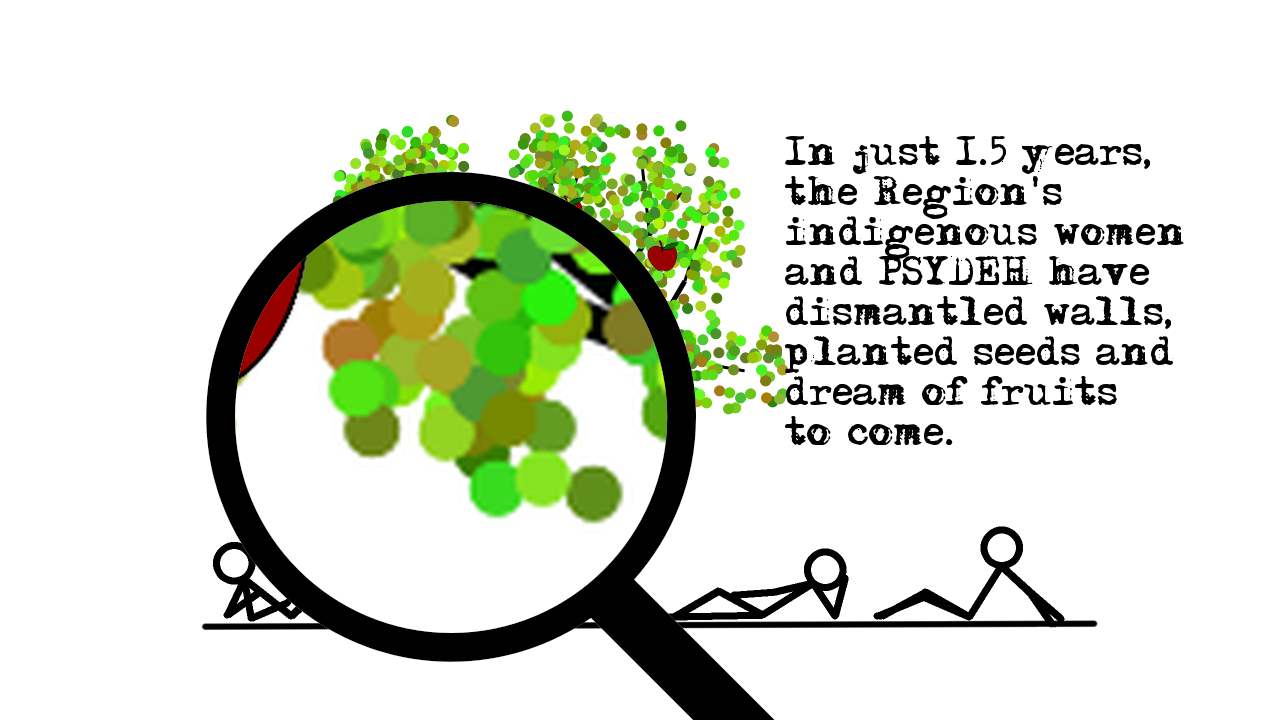 In just 1.5 years,
the Region's
indigenous women
and PSYDEH have
dismantled walls,
planted seeds and
dream of fruits
to come.